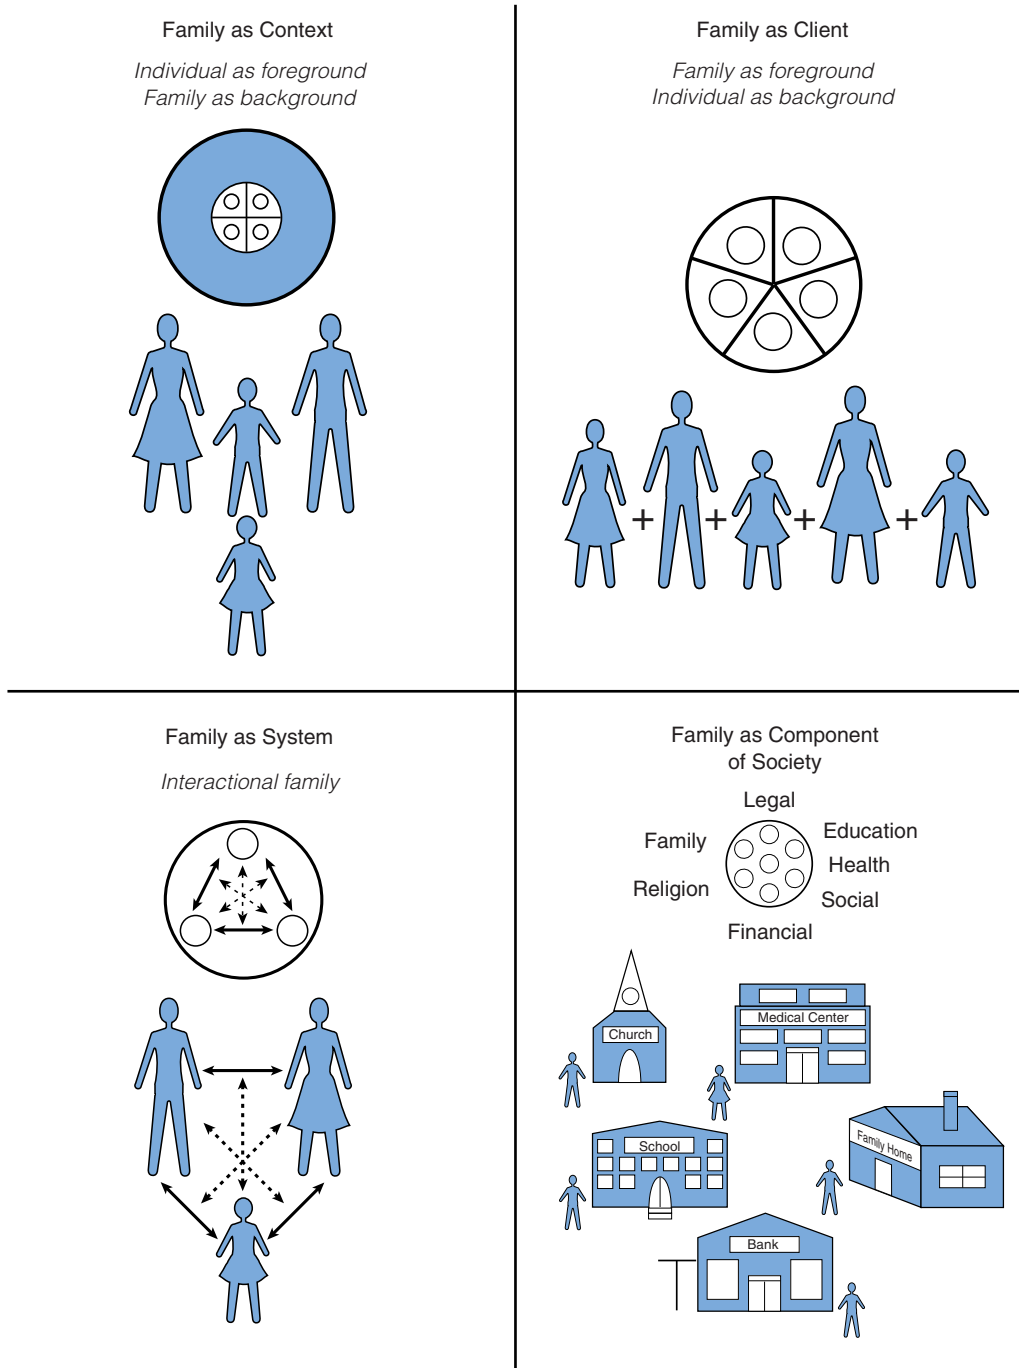 Family as Context
Individual as foreground
Family as background
Family as Client
Family as foreground
Individual as background
+ + + +
Family as System
Interactional family
Family as Component
of Society
Legal
Family
Education
Health
Religion
Social
Financial
Church
Medical Center
School
Family Home
Bank